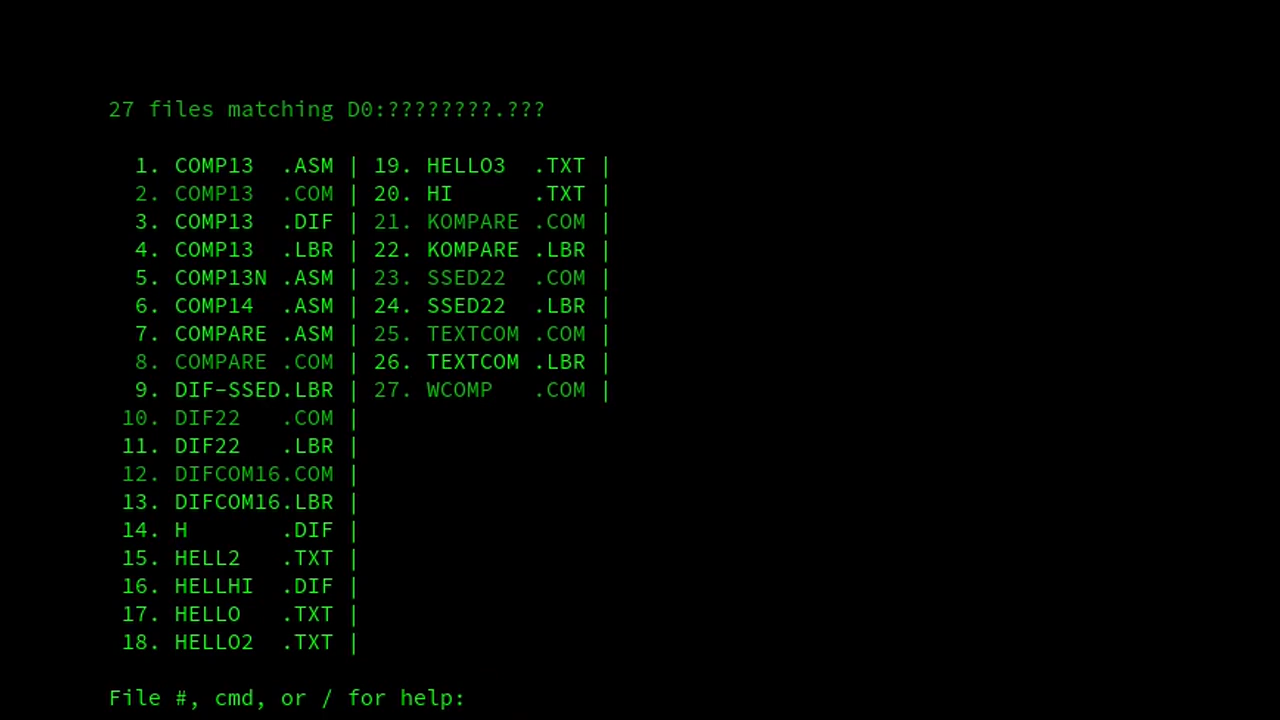 27 files matching D0:????????.???
1. COMP13  .ASM | 19. HELLO3  .TXT |
2. COMP13  .COM | 20. HI      .TXT |
3. COMP13  .DIF | 21. KOMPARE .COM |
4. COMP13  .LBR | 22. KOMPARE .LBR |
5. COMP13N .ASM | 23. SSED22  .COM |
6. COMP14  .ASM | 24. SSED22  .LBR |
7. COMPARE .ASM | 25. TEXTCOM .COM |
8. COMPARE .COM | 26. TEXTCOM .LBR |
9. DIF-SSED.LBR | 27. WCOMP   .COM |
10. DIF22   .COM |
11. DIF22   .LBR |
12. DIFCOM16.COM |
13. DIFCOM16.LBR |
14. H       .DIF |
15. HELL2   .TXT |
16. HELLHI  .DIF |
17. HELLO   .TXT |
18. HELLO2  .TXT |
File #, cmd, or / for help: